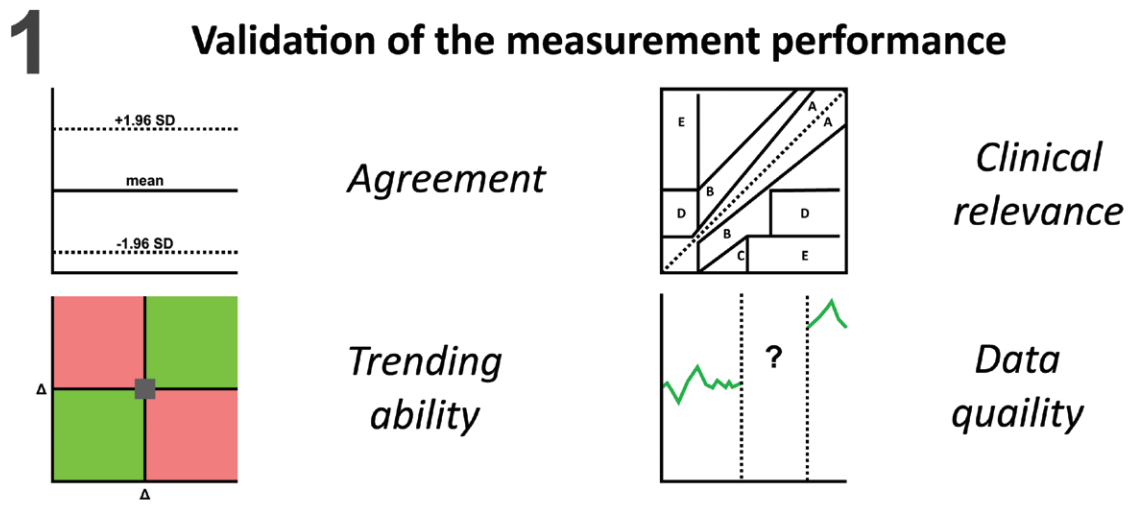 1
Validation of the measurement performance
+1.96 SD
mean
-1.96 SD
Agreement
E
A
A
B
D
B
D
C
E
Clinical
relevance
Δ
Δ
Trending
ability
?
Data
quaility